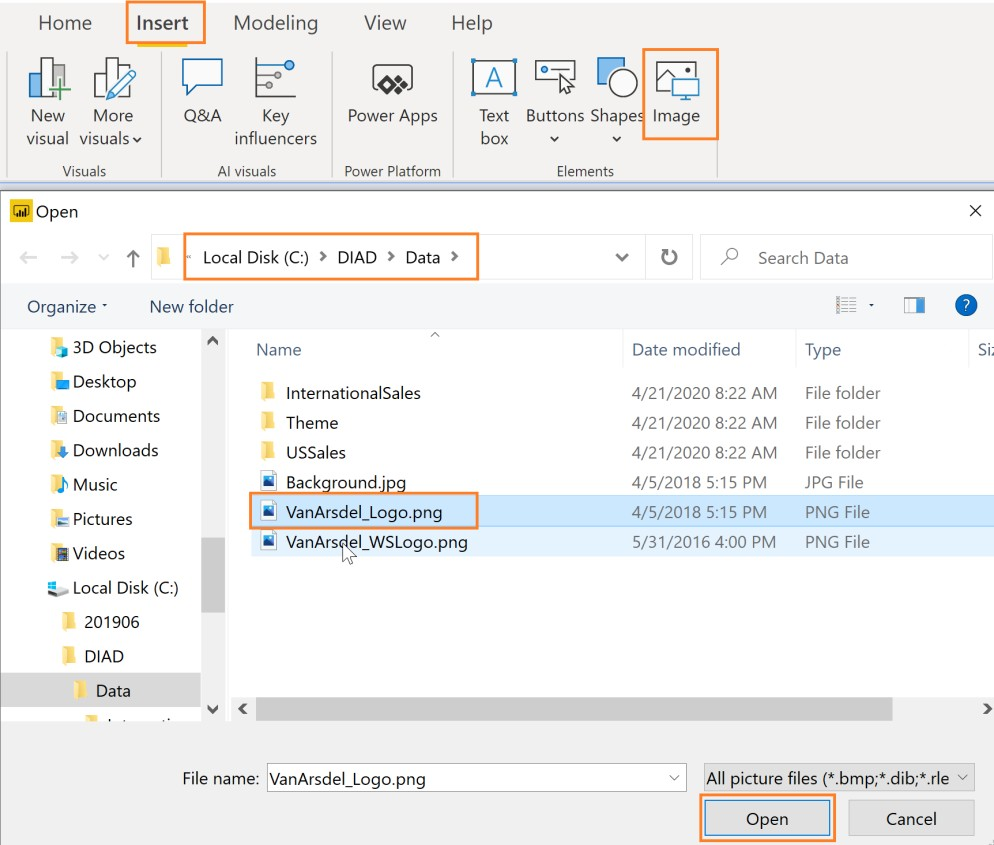 Home Insert Modeling View Help
New visual More visuals Q&A Key influencers Power Apps Text box Buttons Shapes Image
Visuals AI visuals Power Platform Elements
Open
« Local Disk (C:) > DIAD > Data > Search Data
Organize New folder ?
Name Date modified Type Siz
3D Objects
Desktop
Documents
Downloads
Music
Pictures
Videos
Local Disk (C:)
201906
DIAD
Data
InternationalSales 4/21/2020 8:22 AM File folder
Theme 4/21/2020 8:22 AM File folder
USSales 4/21/2020 8:22 AM File folder
Background.jpg 4/5/2018 5:15 PM JPG File
VanArsdel_Logo.png 4/5/2018 5:15 PM PNG File
VanArsdel_WSLogo.png 5/31/2016 4:00 PM PNG File
File name: VanArsdel_Logo.png All picture files (*.bmp;*.dib;*.rle
Open Cancel